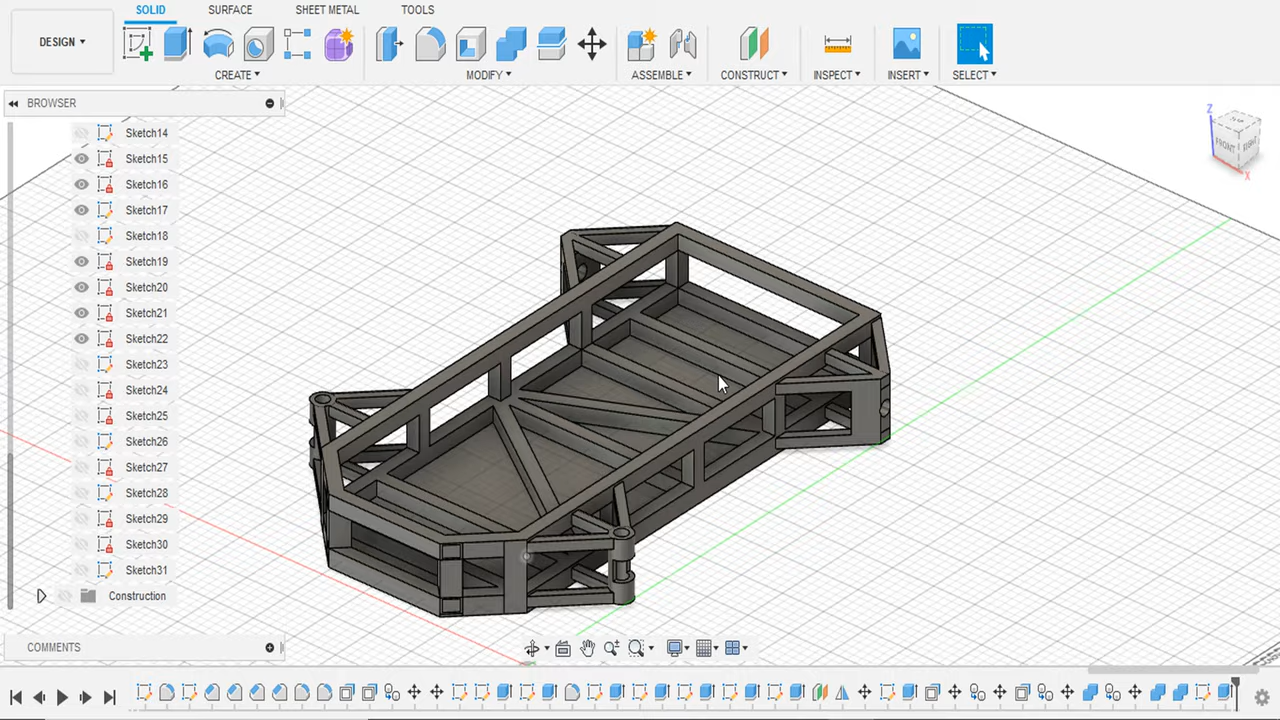 SOLID SURFACE SHEET METAL TOOLS
DESIGN
CREATE MODIFY ASSEMBLE CONSTRUCT INSPECT INSERT SELECT
BROWSER
Sketch14
Sketch15
Sketch16
Sketch17
Sketch18
Sketch19
Sketch20
Sketch21
Sketch22
Sketch23
Sketch24
Sketch25
Sketch26
Sketch27
Sketch28
Sketch29
Sketch30
Sketch31
Construction
COMMENTS
Z
TOP
FRONT
RIGHT
X